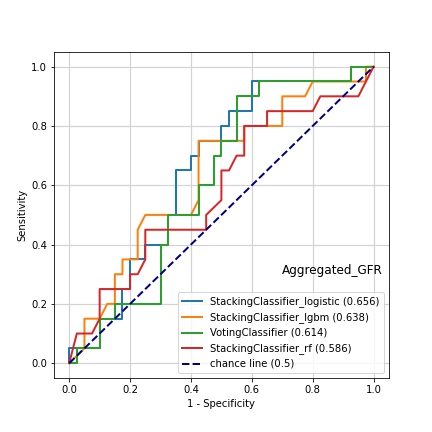 1.0
0.8
0.6
0.4
0.2
0.0
Sensitivity
Aggregated_GFR
StackingClassifier_logistic (0.656)
StackingClassifier_lgbm (0.638)
VotingClassifier (0.614)
StackingClassifier_rf (0.586)
chance line (0.5)
0.0 0.2 0.4 0.6 0.8 1.0
1 - Specificity